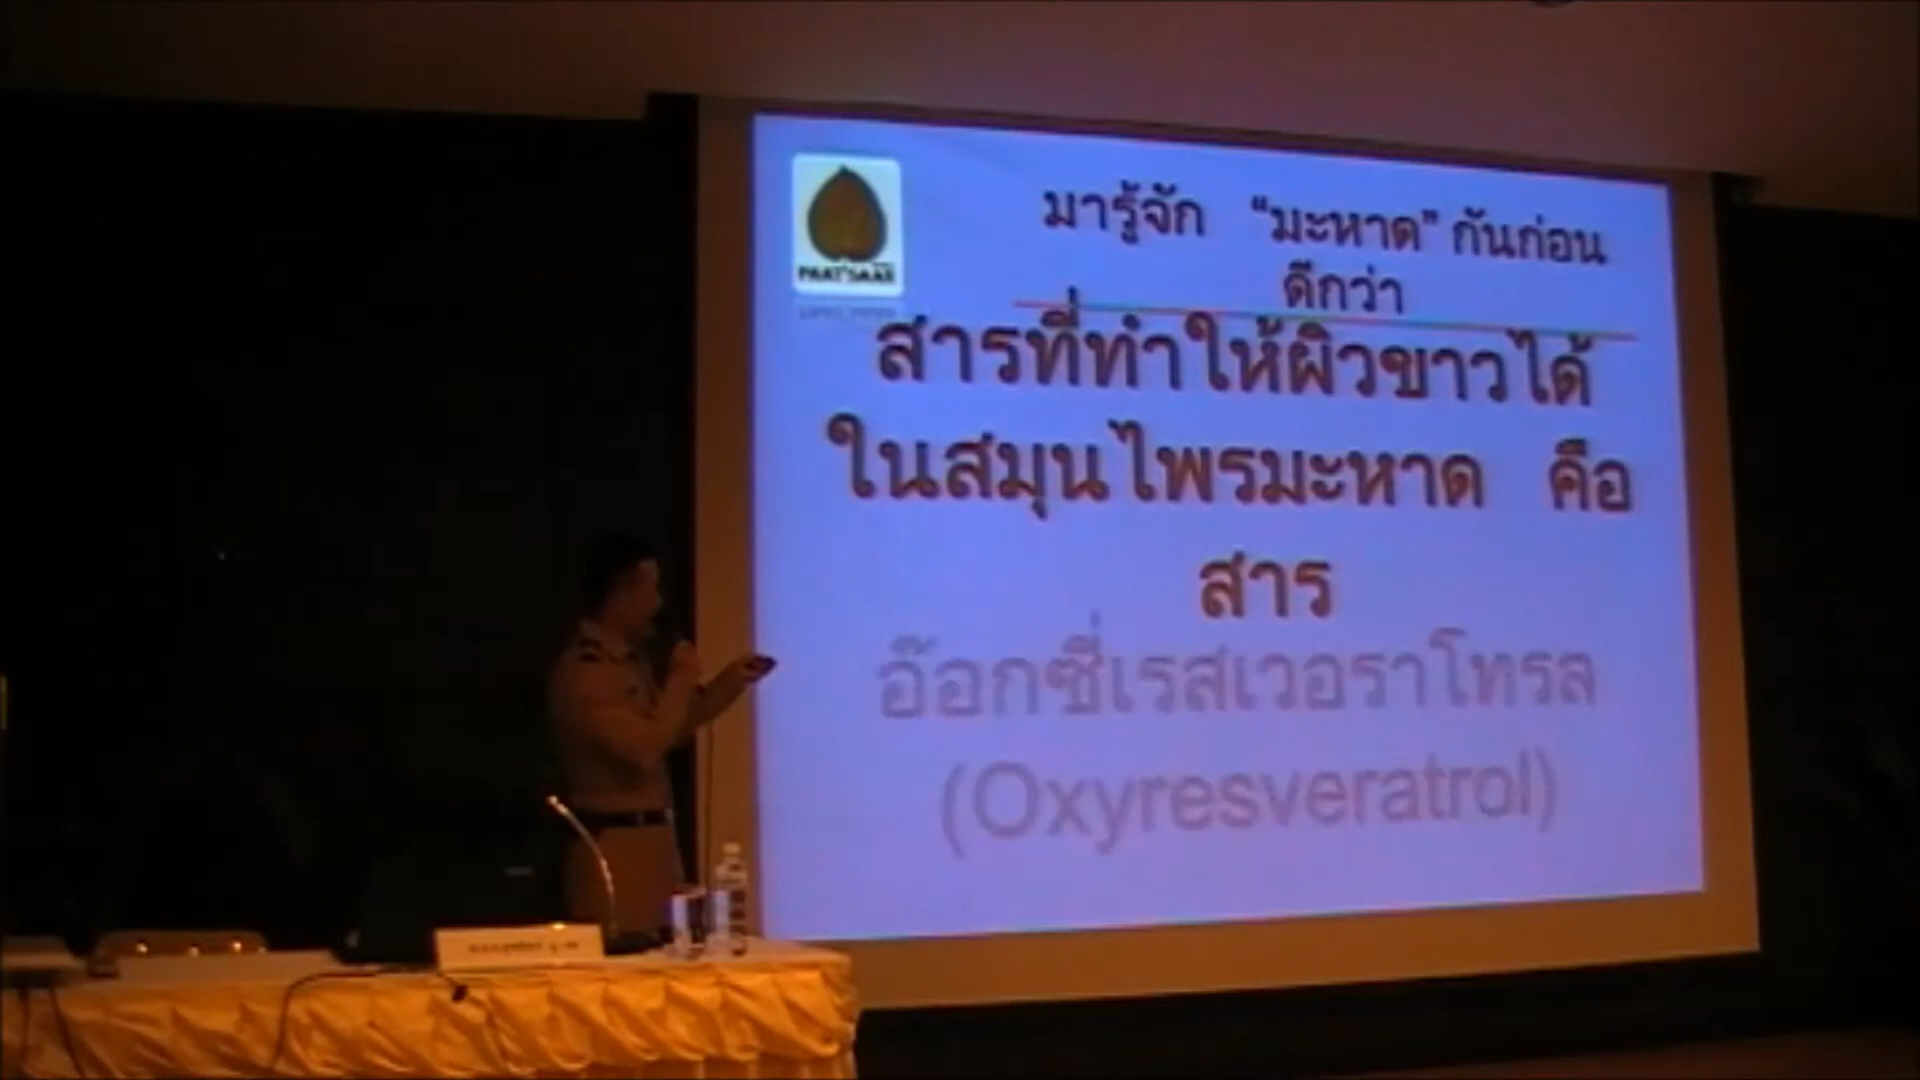 PAAT'SAAR
มารู้จัก “มะหาด” กันก่อน
ดีกว่า
สารที่ทำให้ผิวขาวได้
ในสมุนไพรมะหาด คือ
สาร
อ๊อกซี่เรสเวอราโทรล
(Oxyresveratrol)